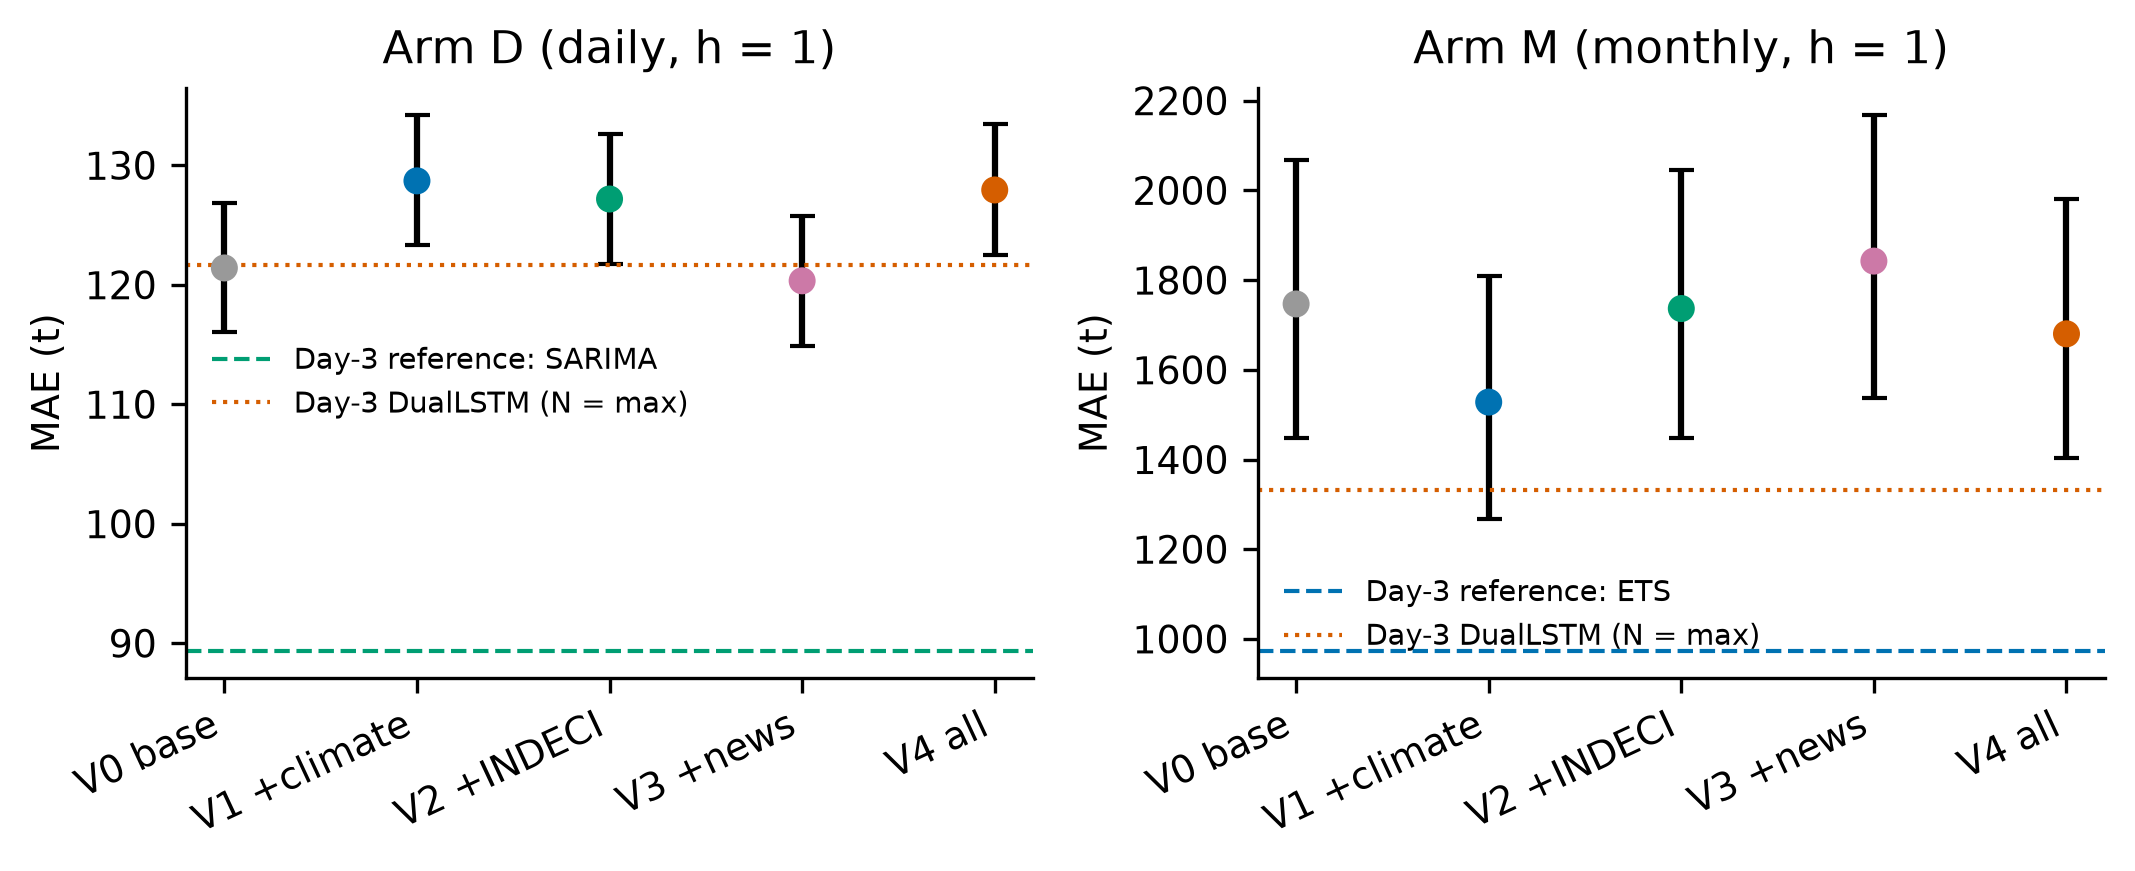 Arm D (daily, h = 1)
MAE (t)
130
120
110
100
90
Day-3 reference: SARIMA
Day-3 DualLSTM (N = max)
V0 base
V1 +climate
V2 +INDECI
V3 +news
V4 all
Arm M (monthly, h = 1)
MAE (t)
2200
2000
1800
1600
1400
1200
1000
Day-3 reference: ETS
Day-3 DualLSTM (N = max)
V0 base
V1 +climate
V2 +INDECI
V3 +news
V4 all